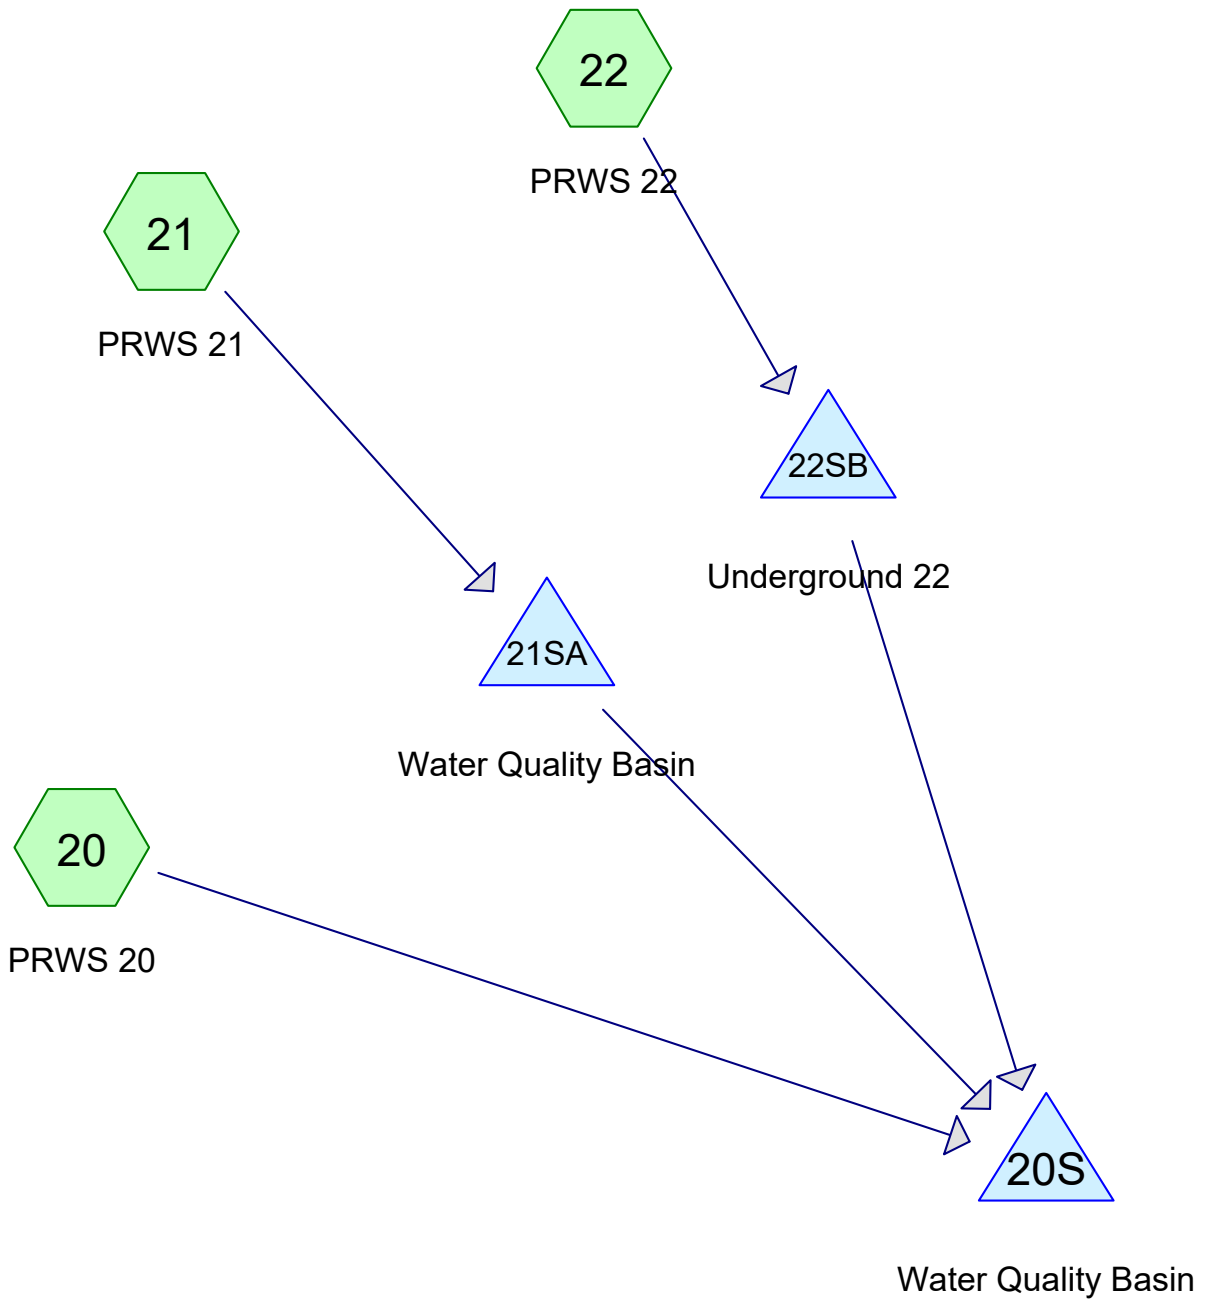 22
PRWS 22
21
PRWS 21
22SB
Underground 22
21SA
Water Quality Basin
20
PRWS 20
20S
Water Quality Basin